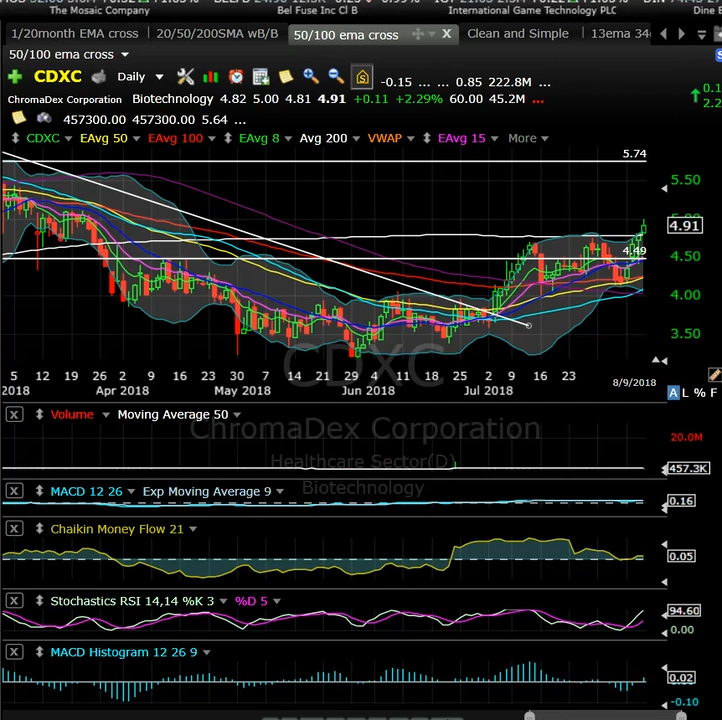 The Mosaic Company Bel Fuse Inc Cl B International Game Technology PLC Dine
1/20month EMA cross 20/50/200SMA wB/B 50/100 ema cross X Clean and Simple 13ema 34
50/100 ema cross
CDXC Daily -0.15 ... ... 0.85 222.8M ...
ChromaDex Corporation Biotechnology 4.82 5.00 4.81 4.91 +0.11 +2.29% 60.00 45.2M ...
457300.00 457300.00 5.64 ...
CDXC EAvg 50 EAvg 100 EAvg 8 Avg 200 VWAP EAvg 15 More
5.74
5.50
4.91
4.49
4.50
4.00
3.50
CDXC
5 12 19 26 2 9 16 23 30 7 14 21 29 4 11 18 25 2 9 16 23
2018 Apr 2018 May 2018 Jun 2018 Jul 2018 8/9/2018
A L % F
X Volume Moving Average 50
ChromaDex Corporation
20.0M
Healthcare Sector(D)
457.3K
Biotechnology
X MACD 12 26 Exp Moving Average 9
0.16
X Chaikin Money Flow 21
0.05
X Stochastics RSI 14,14 %K 3 %D 5
94.60
0.00
X MACD Histogram 12 26 9
0.02
-0.10